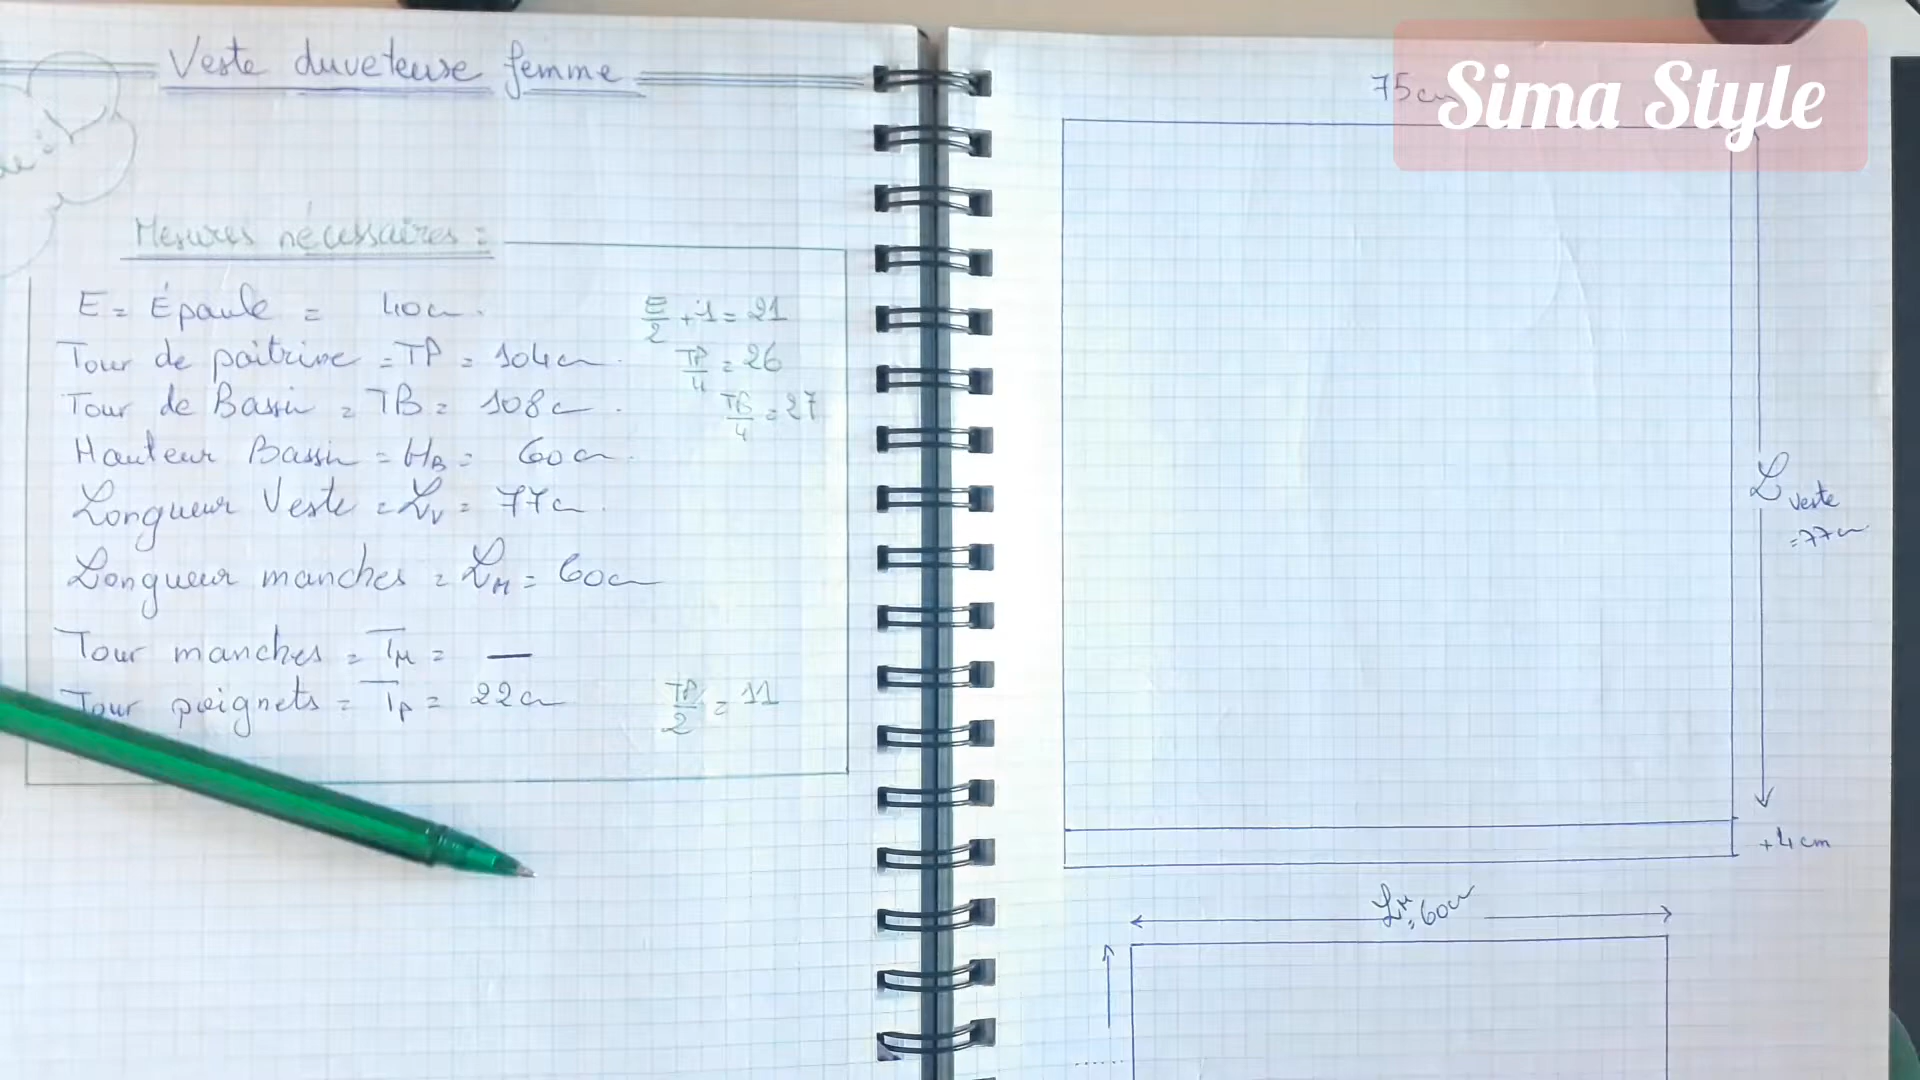 Veste duveteuse femme
Mesures nécessaires :
E = Épaule = 40cm. E/2 + 1 = 21
Tour de poitrine = TP = 104cm. TP/4 = 26
Tour de Bassin = TB = 108cm. TB/4 = 27
Hauteur Bassin = HB = 60cm.
Longueur Veste = LV = 77cm.
Longueur manches = LM = 60cm
Tour manches = TM = —
Tour poignets = TP = 22cm TP/2 = 11
75cm
Sima Style
L veste
=77cm
+4cm
LM = 60cm